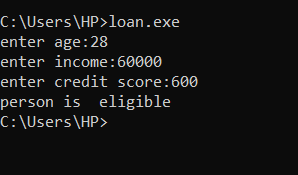 C:\Users\HP>loan.exe
enter age:28
enter income:60000
enter credit score:600
person is  eligible
C:\Users\HP>